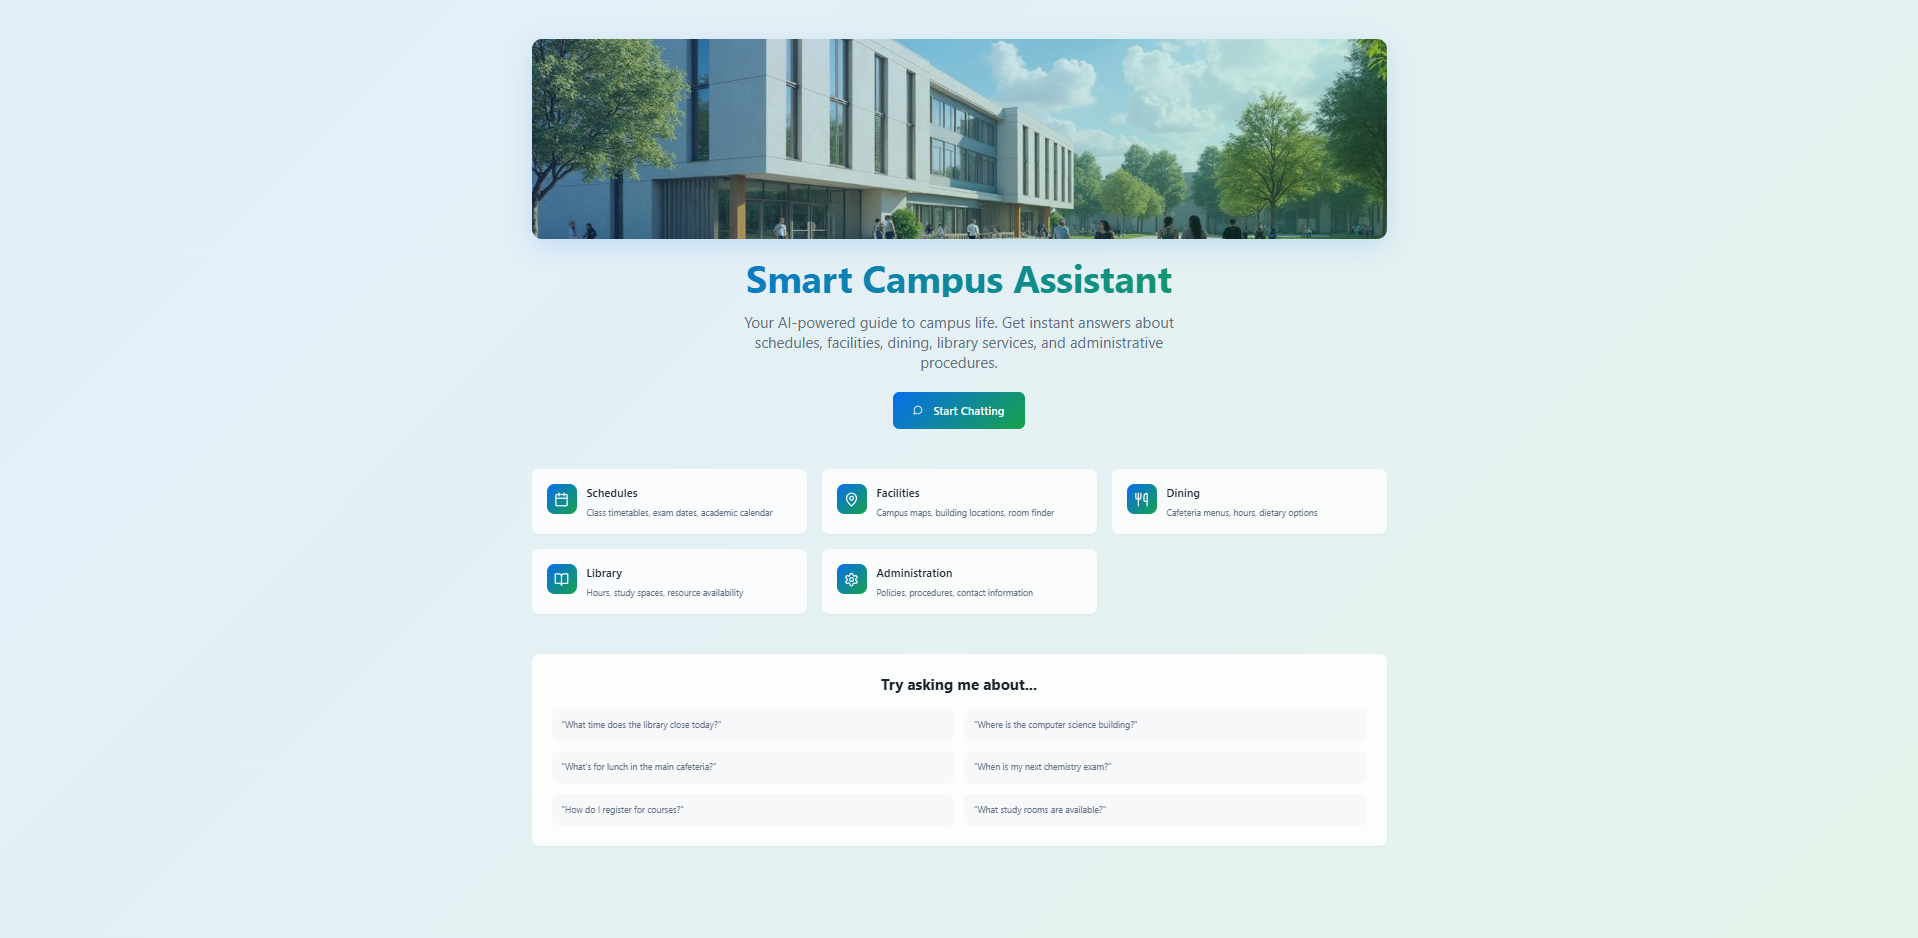 Smart Campus Assistant
Your AI-powered guide to campus life. Get instant answers about
schedules, facilities, dining, library services, and administrative
procedures.
Start Chatting
Schedules
Class timetables, exam dates, academic calendar
Facilities
Campus maps, building locations, room finder
Dining
Cafeteria menus, hours, dietary options
Library
Hours, study spaces, resource availability
Administration
Policies, procedures, contact information
Try asking me about...
"What time does the library close today?"
"Where is the computer science building?"
"What's for lunch in the main cafeteria?"
"When is my next chemistry exam?"
"How do I register for courses?"
"What study rooms are available?"